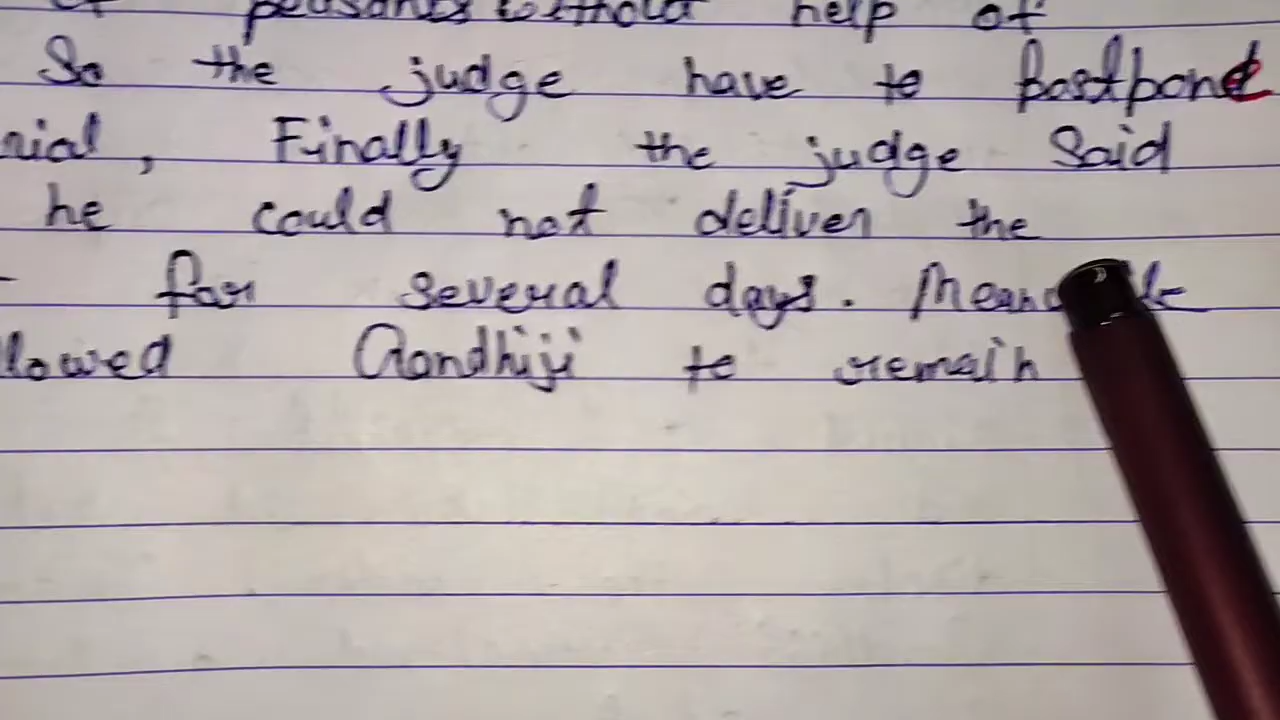 peasants without help of
So the judge have to Postpone
rial, Finally the judge Said
he could not deliver the
for several days. Mean
lowed Gandhiji to remain